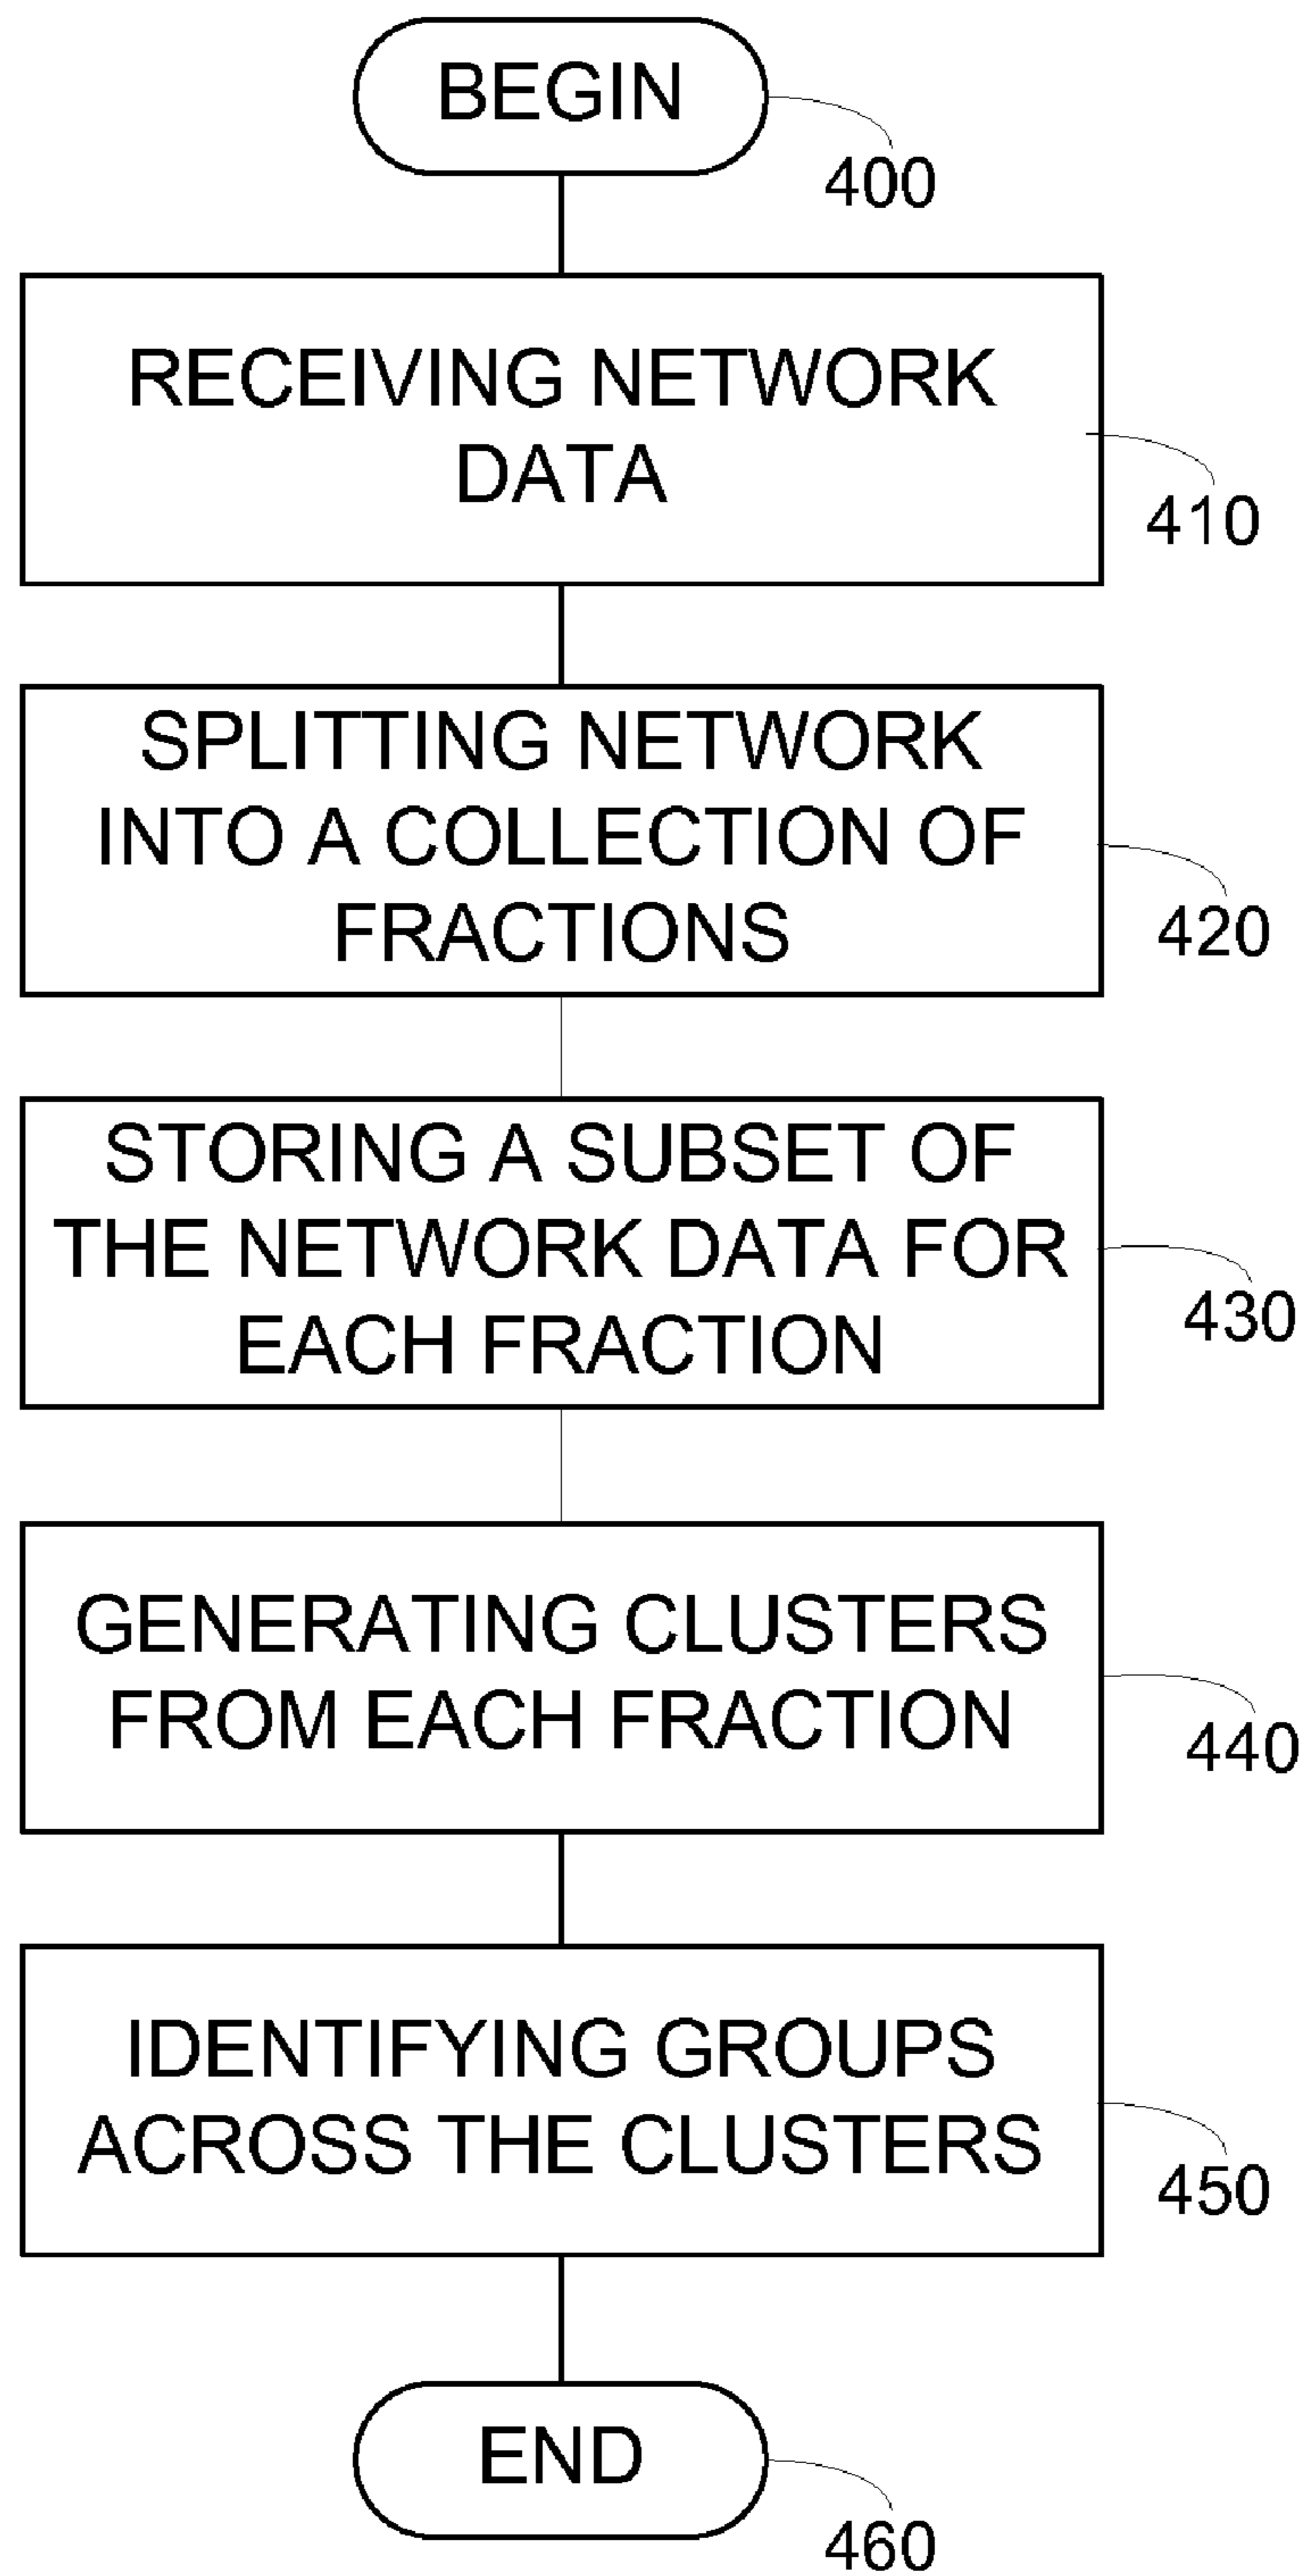 BEGIN
400
RECEIVING NETWORK
DATA
410
SPLITTING NETWORK
INTO A COLLECTION OF
FRACTIONS
420
STORING A SUBSET OF
THE NETWORK DATA FOR
EACH FRACTION
430
GENERATING CLUSTERS
FROM EACH FRACTION
440
IDENTIFYING GROUPS
ACROSS THE CLUSTERS
450
END
460